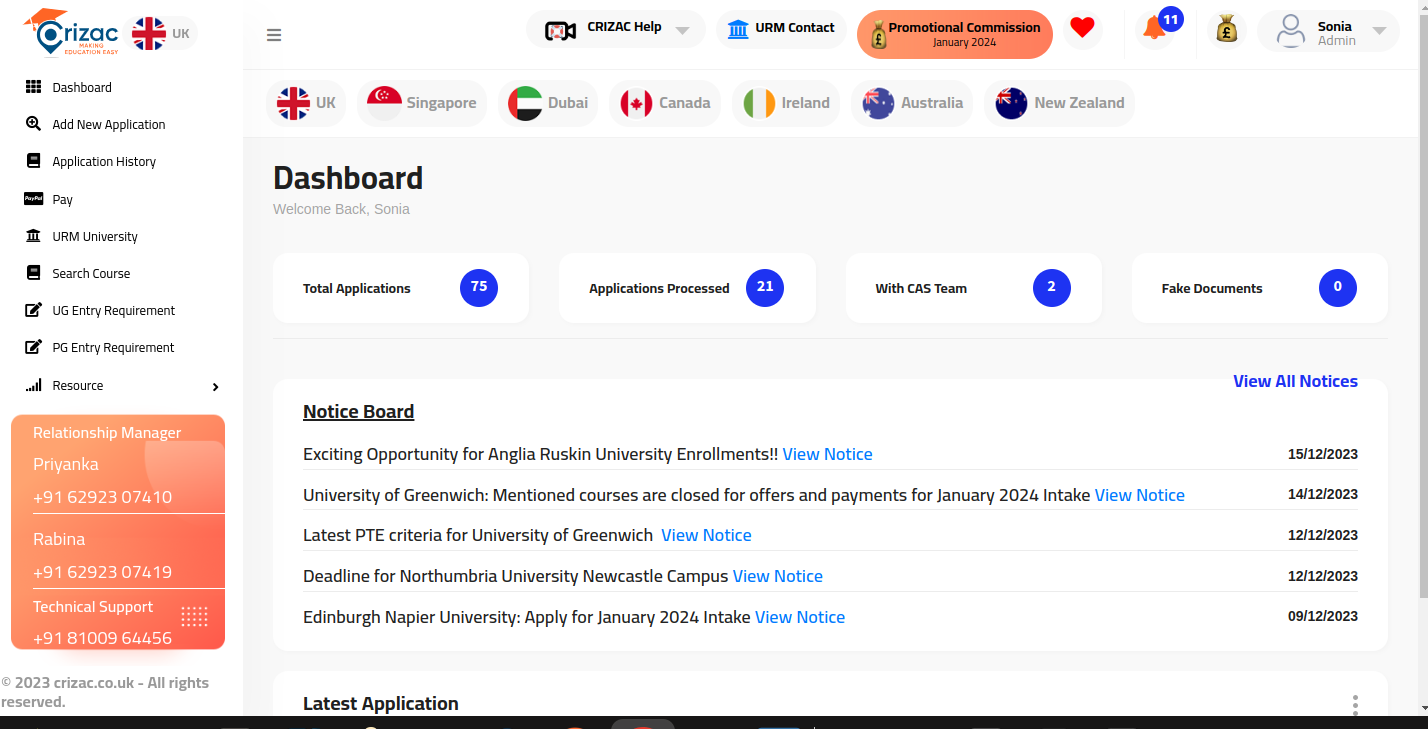 Crizac
MAKING
EDUCATION EASY
UK
Dashboard
Add New Application
Application History
PayPal Pay
URM University
Search Course
UG Entry Requirement
PG Entry Requirement
Resource
Relationship Manager
Priyanka
+91 62923 07410
Rabina
+91 62923 07419
Technical Support
+91 81009 64456
© 2023 crizac.co.uk - All rights
reserved.
CRIZAC Help
URM Contact
£ Promotional Commission
January 2024
11
£
Sonia
Admin
UK
Singapore
Dubai
Canada
Ireland
Australia
New Zealand
Dashboard
Welcome Back, Sonia
Total Applications 75
Applications Processed 21
With CAS Team 2
Fake Documents 0
View All Notices
Notice Board
Exciting Opportunity for Anglia Ruskin University Enrollments!! View Notice 15/12/2023
University of Greenwich: Mentioned courses are closed for offers and payments for January 2024 Intake View Notice 14/12/2023
Latest PTE criteria for University of Greenwich View Notice 12/12/2023
Deadline for Northumbria University Newcastle Campus View Notice 12/12/2023
Edinburgh Napier University: Apply for January 2024 Intake View Notice 09/12/2023
Latest Application